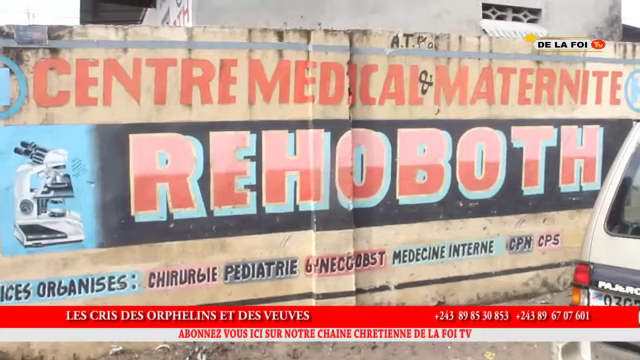 DE LA FOI TV
CENTRE MEDICAL & MATERNITE
REHOBOTH
ICES ORGANISES: CHIRURGIE PEDIATRIE GYNECOOBST MEDECINE INTERNE CPN CPS
PAJERO
LES CRIS DES ORPHELINS ET DES VEUVES +243 89 85 30 853 +243 89 67 07 601
ABONNEZ VOUS ICI SUR NOTRE CHAINE CHRETIENNE DE LA FOI TV